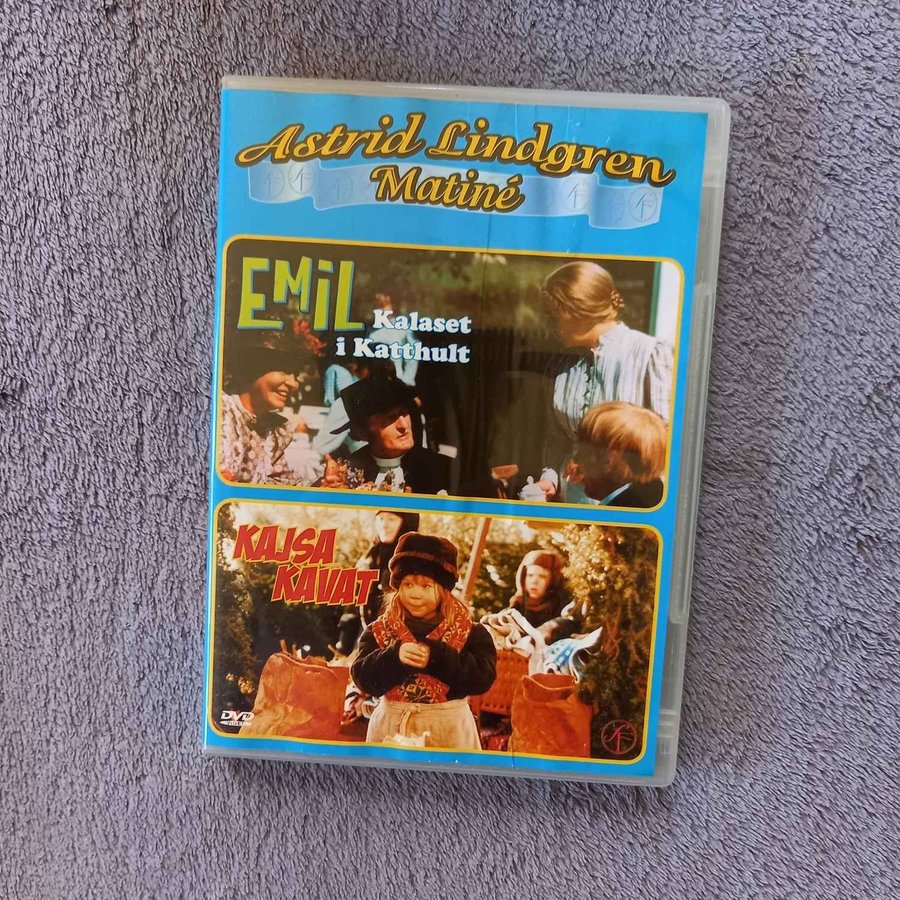 Astrid Lindgren
Matiné
EMIL Kalaset
i Katthult
KAJSA
KAVAT
DVD